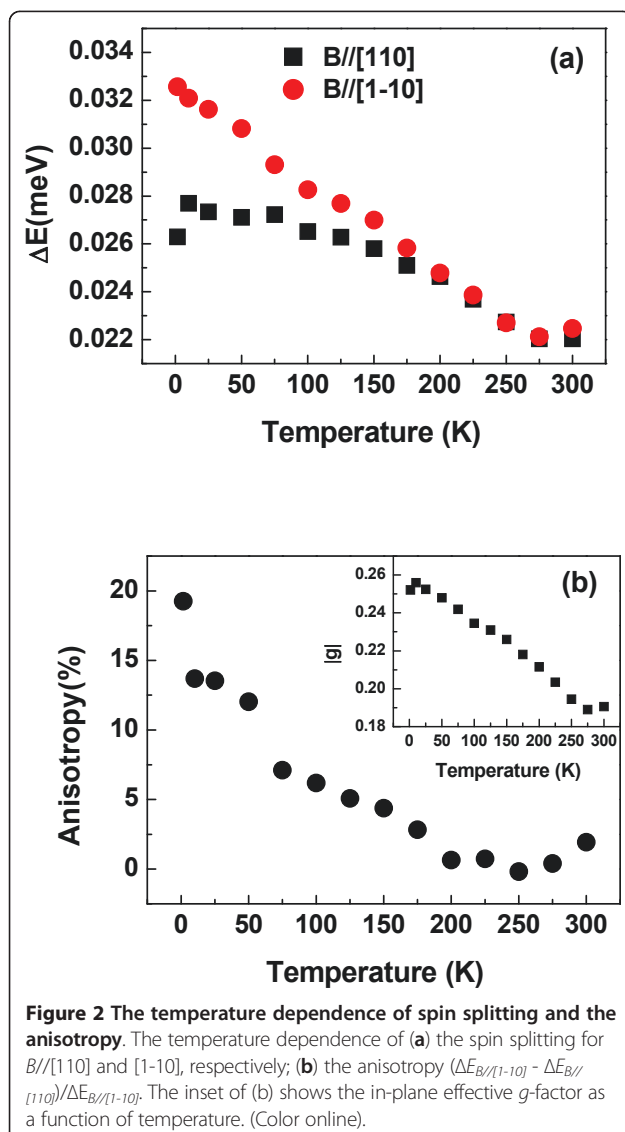 0.034
0.032
0.030
0.028
0.026
0.024
0.022
ΔE(meV)
B//[110]
B//[1-10]
(a)
0 50 100 150 200 250 300
Temperature (K)
20
15
10
5
0
Anisotropy(%)
(b)
0.26
0.24
0.22
0.20
0.18
|g|
0 50 100 150 200 250 300
Temperature (K)
0 50 100 150 200 250 300
Temperature (K)
Figure 2 The temperature dependence of spin splitting and the
anisotropy. The temperature dependence of (a) the spin splitting for
B//[110] and [1-10], respectively; (b) the anisotropy (ΔE_B//[1-10] - ΔE_B//
[110])/ΔE_B//[1-10]. The inset of (b) shows the in-plane effective g-factor as
a function of temperature. (Color online).